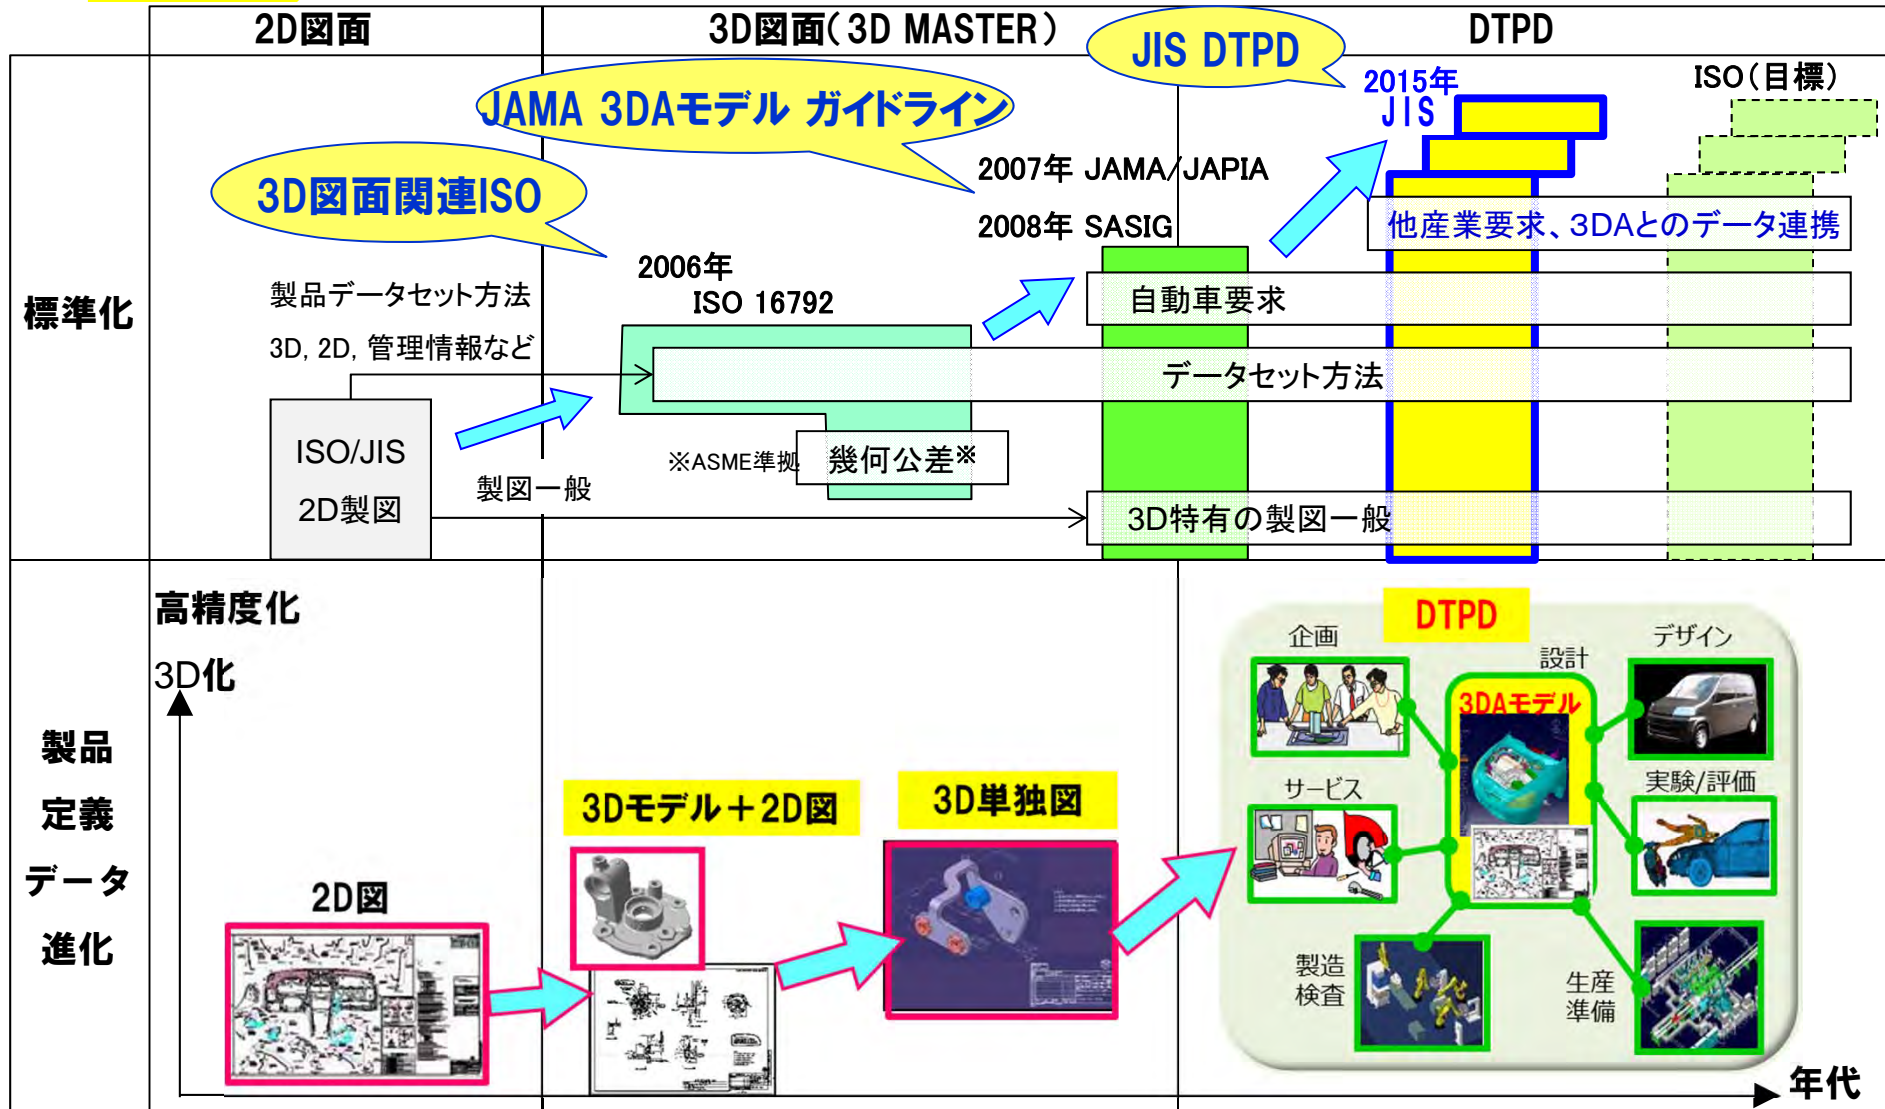 2D図面
3D図面(3D MASTER)
DTPD
標準化
3D図面関連ISO
JAMA 3DAモデル ガイドライン
JIS DTPD
2015年
JIS
ISO(目標)
2007年 JAMA/JAPIA
2008年 SASIG
他産業要求、3DAとのデータ連携
2006年
ISO 16792
自動車要求
製品データセット方法
3D, 2D, 管理情報など
データセット方法
ISO/JIS
2D製図
製図一般
※ASME準拠
幾何公差※
3D特有の製図一般
製品
定義
データ
進化
高精度化
3D化
2D図
3Dモデル+2D図
3D単独図
DTPD
企画
設計
デザイン
3DAモデル
サービス
実験/評価
製造
検査
生産
準備
年代